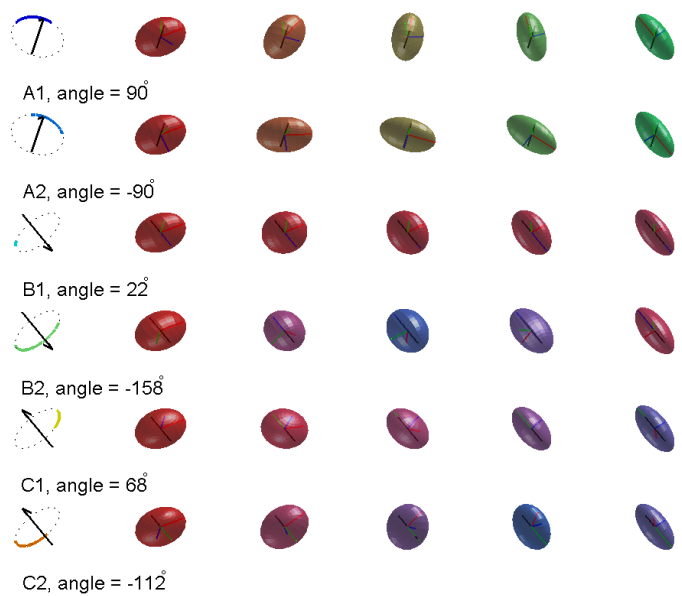 A1, angle = 90°
A2, angle = -90°
B1, angle = 22°
B2, angle = -158°
C1, angle = 68°
C2, angle = -112°